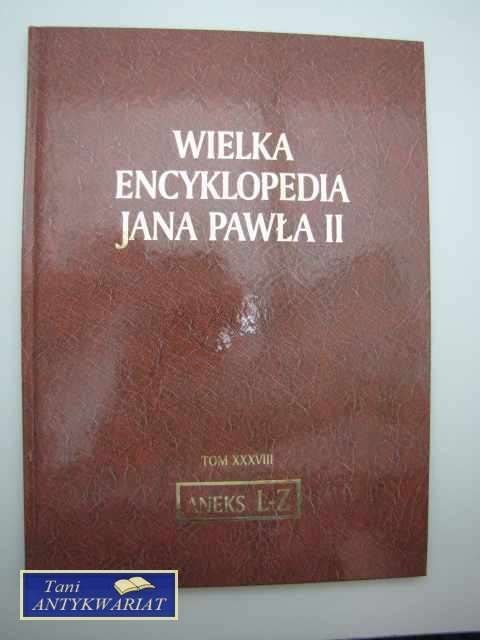 WIELKA
ENCYKLOPEDIA
JANA PAWŁA II
TOM XXXVIII
ANEKS L-Z
Tani
ANTYKWARIAT